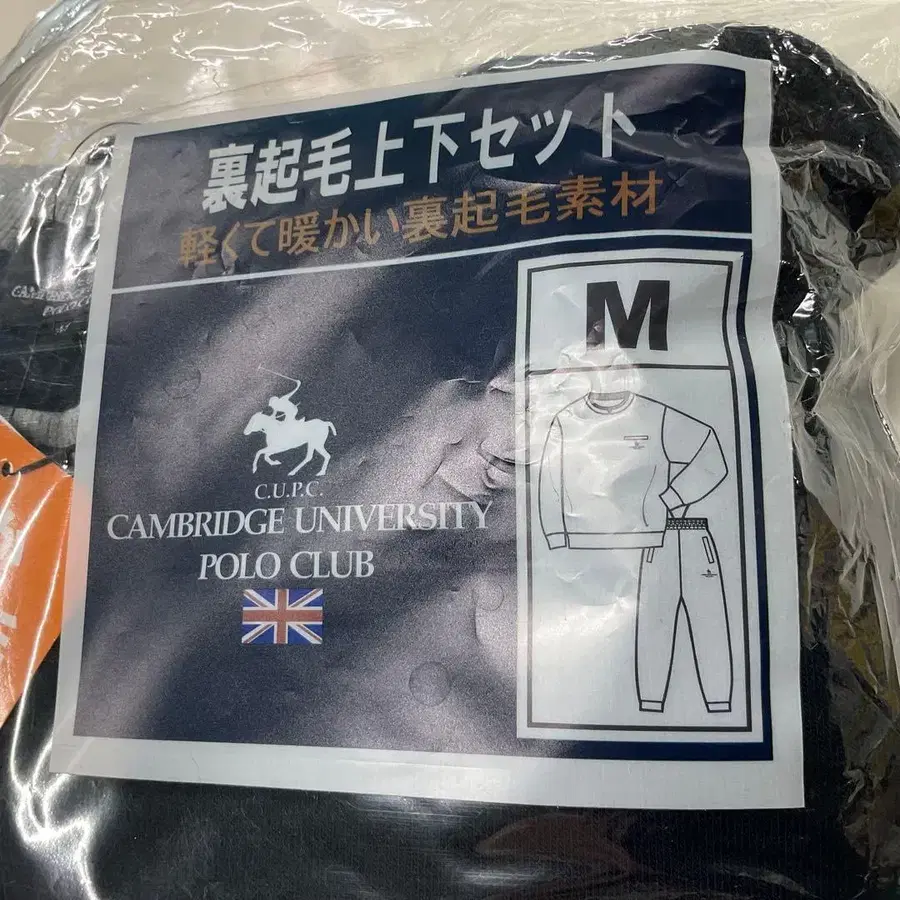 裏起毛上下セット
軽くて暖かい裏起毛素材
M
C.U.P.C.
CAMBRIDGE UNIVERSITY
POLO CLUB